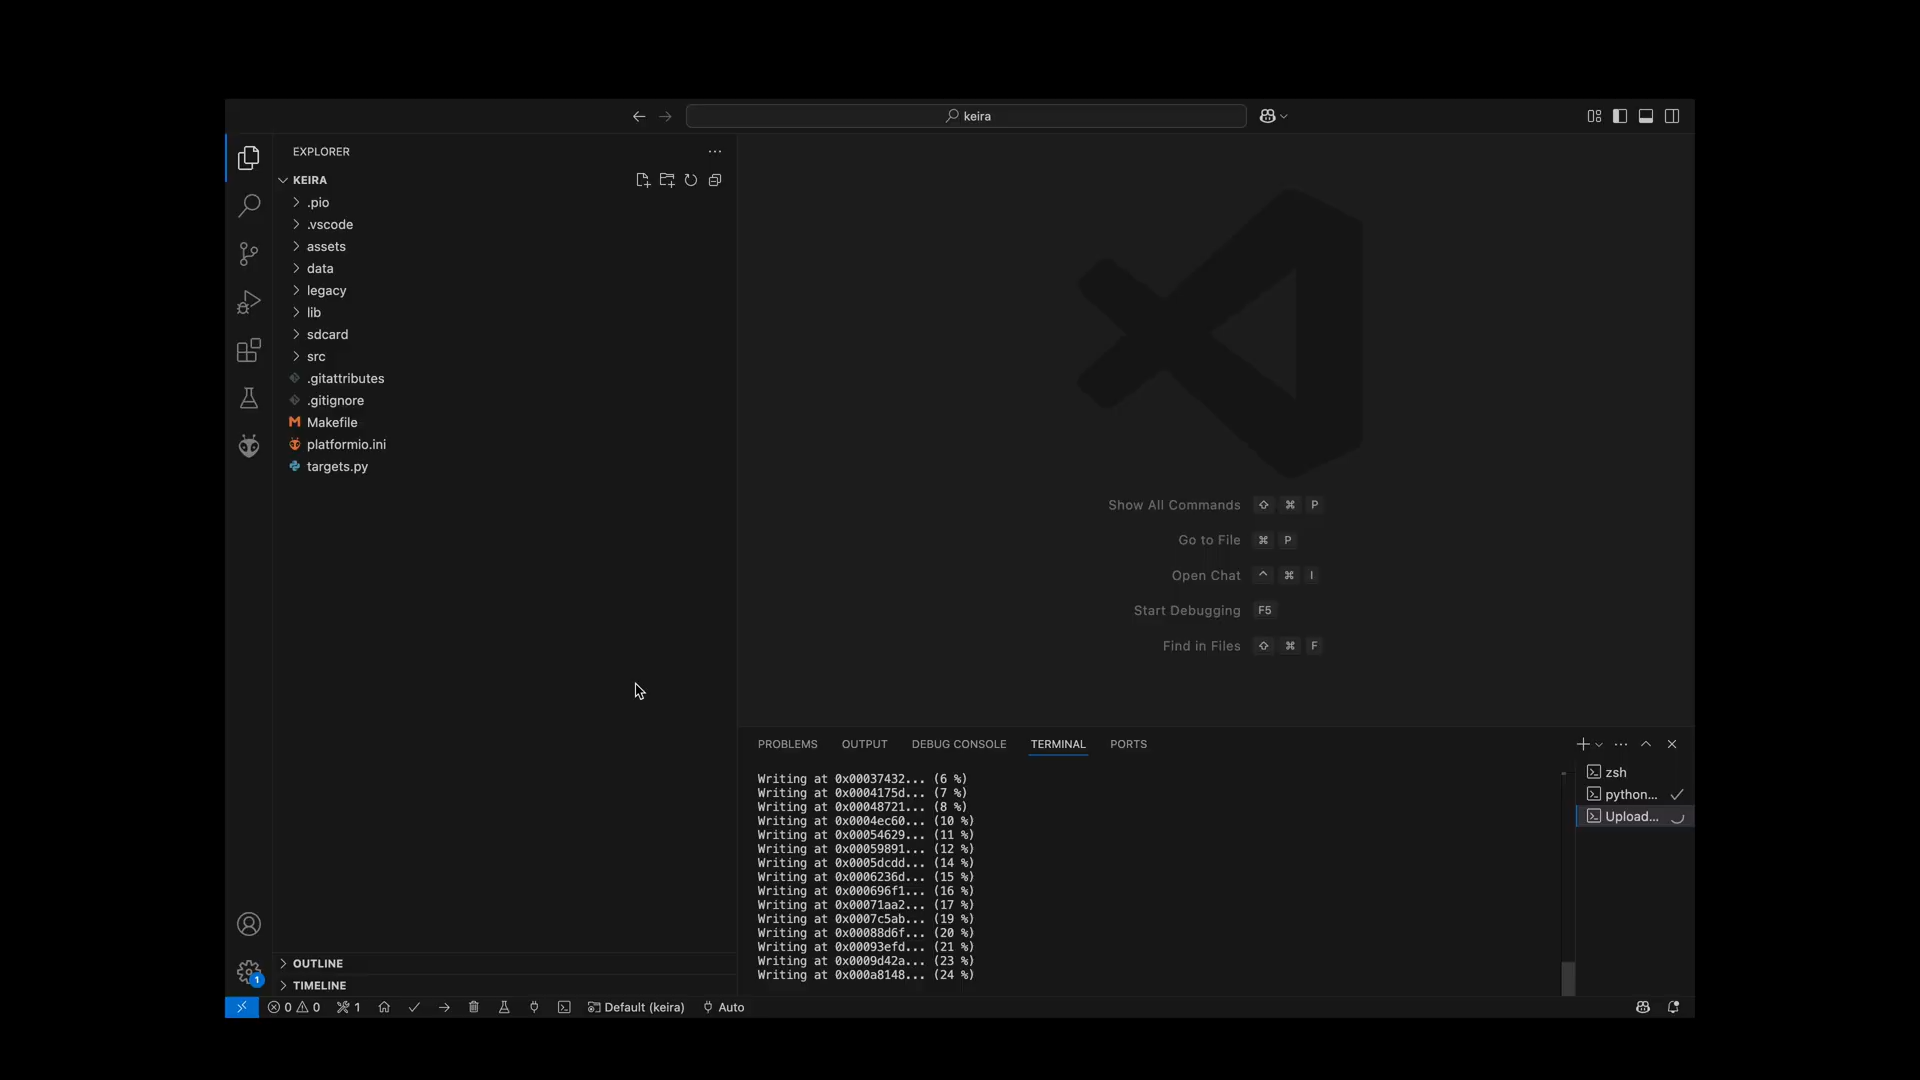 keira
EXPLORER
KEIRA
.pio
.vscode
assets
data
legacy
lib
sdcard
src
.gitattributes
.gitignore
Makefile
platformio.ini
targets.py
OUTLINE
TIMELINE
Show All Commands ⇧ ⌘ P
Go to File ⌘ P
Open Chat ^ ⌘ I
Start Debugging F5
Find in Files ⇧ ⌘ F
PROBLEMS OUTPUT DEBUG CONSOLE TERMINAL PORTS
Writing at 0x00037432... (6 %)
Writing at 0x0004175d... (7 %)
Writing at 0x00048721... (8 %)
Writing at 0x0004ec60... (10 %)
Writing at 0x00054629... (11 %)
Writing at 0x00059891... (12 %)
Writing at 0x0005dcdd... (14 %)
Writing at 0x0006236d... (15 %)
Writing at 0x000696f1... (16 %)
Writing at 0x00071aa2... (17 %)
Writing at 0x0007c5ab... (19 %)
Writing at 0x00088d6f... (20 %)
Writing at 0x00093efd... (21 %)
Writing at 0x0009d42a... (23 %)
Writing at 0x000a8148... (24 %)
zsh
python...
Upload...
1
0 0 1 Default (keira) Auto